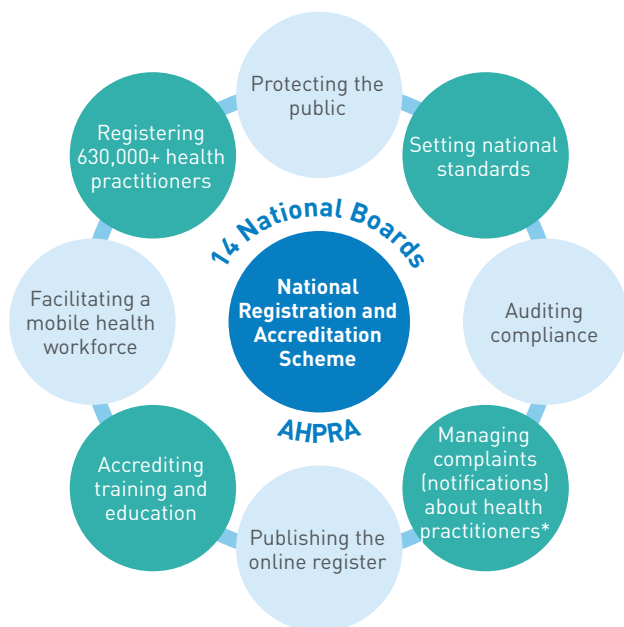 Protecting the
public
Setting national
standards
Auditing
compliance
Managing
complaints
(notifications)
about health
practitioners*
Publishing the
online register
Accrediting
training and
education
Facilitating a
mobile health
workforce
Registering
630,000+ health
practitioners
14 National Boards
National
Registration and
Accreditation
Scheme
AHPRA